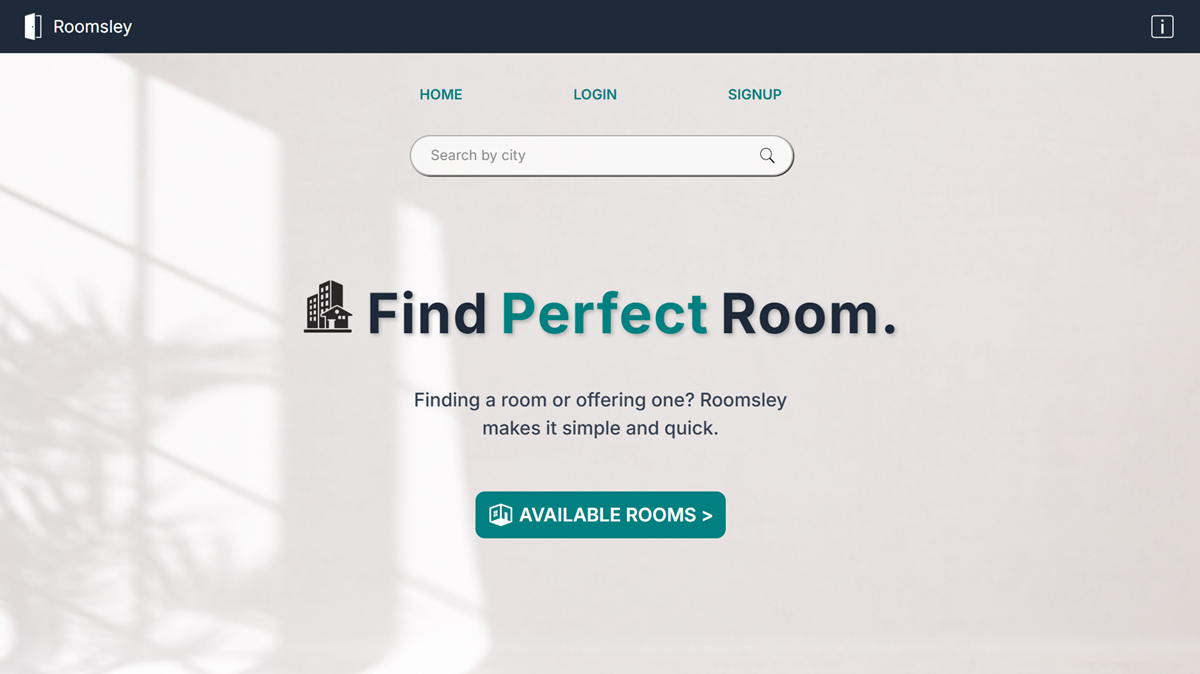 Roomsley
HOME LOGIN SIGNUP
Search by city
Find Perfect Room.
Finding a room or offering one? Roomsley
makes it simple and quick.
AVAILABLE ROOMS >